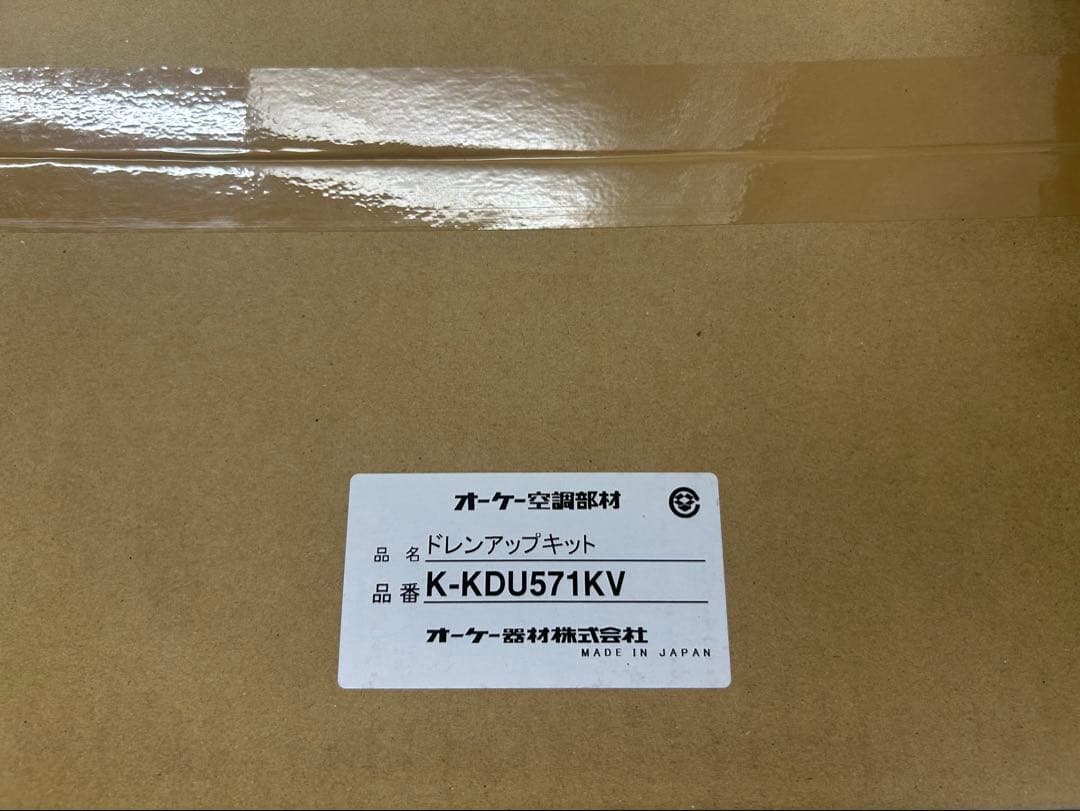 オーケー空調部材
品 名 ドレンアップキット
品 番 K-KDU571KV
オーケー器材株式会社
MADE IN JAPAN